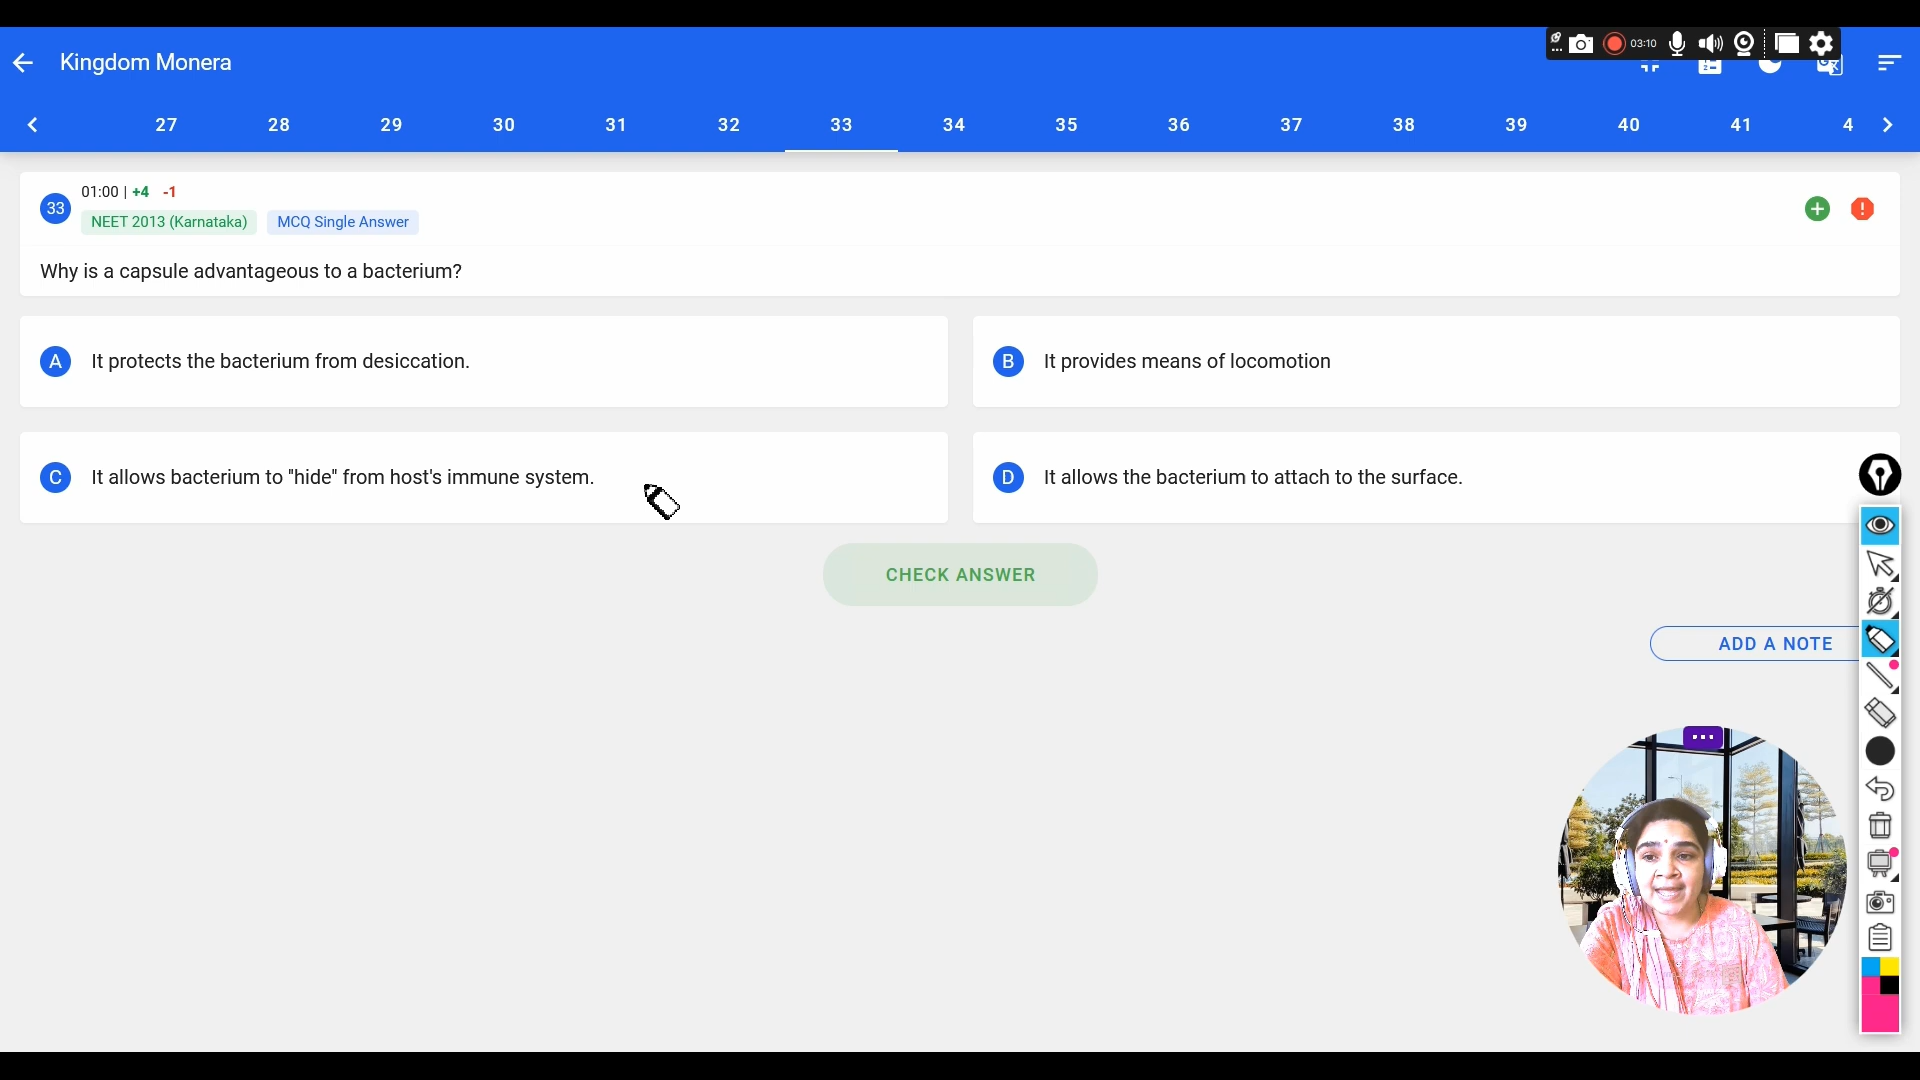 Kingdom Monera
03:10
27 28 29 30 31 32 33 34 35 36 37 38 39 40 41 4
33
01:00 | +4 -1
NEET 2013 (Karnataka) MCQ Single Answer
Why is a capsule advantageous to a bacterium?
A It protects the bacterium from desiccation.
B It provides means of locomotion
C It allows bacterium to "hide" from host's immune system.
D It allows the bacterium to attach to the surface.
CHECK ANSWER
ADD A NOTE